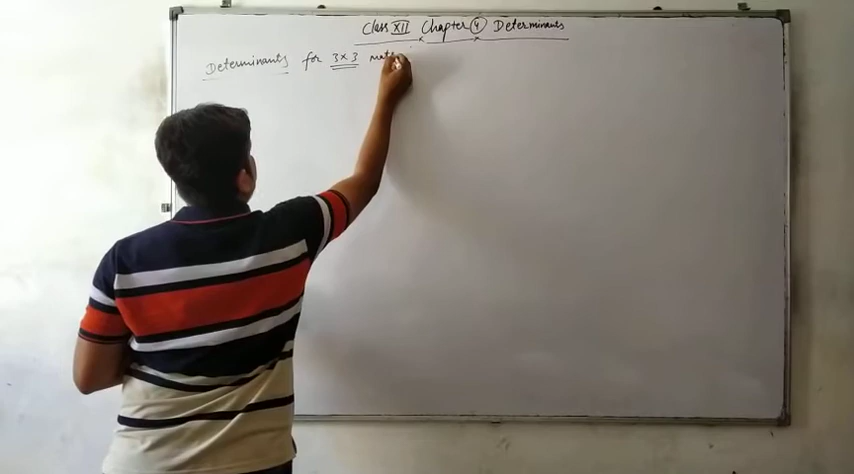 Class XII Chapter 4 Determinants
Determinants for 3×3 mat